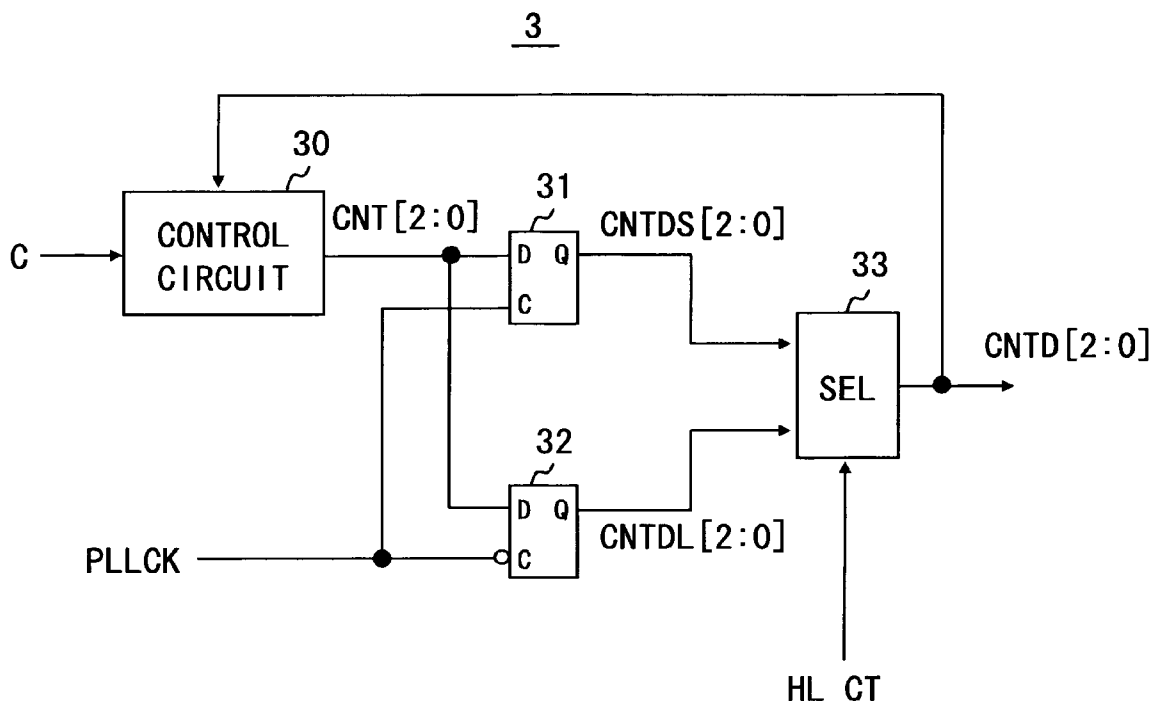 3
30
CONTROL
CIRCUIT
C
CNT[2:0]
31
D Q
C
CNTDS[2:0]
33
SEL
CNTD[2:0]
32
D Q
C
CNTDL[2:0]
PLLCK
HL CT